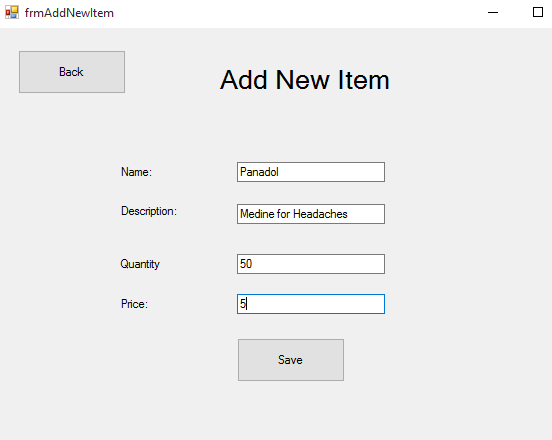 frmAddNewItem
Back
Add New Item
Name: Panadol
Description: Medine for Headaches
Quantity 50
Price: 5
Save